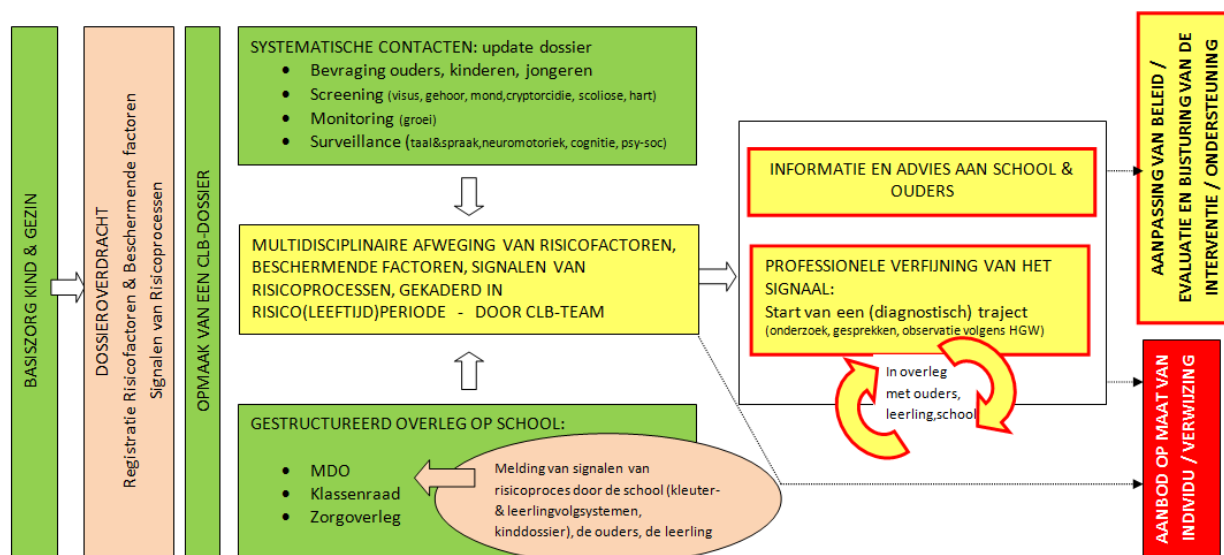 BASISZORG KIND & GEZIN
DOSSIEROVERDRACHT
Registratie Risicofactoren & Beschermende factoren
Signalen van Risicoprocessen
OPMAAK VAN EEN CLB-DOSSIER
SYSTEMATISCHE CONTACTEN: update dossier
• Bevraging ouders, kinderen, jongeren
• Screening (visus, gehoor, mond,cryptorcidie, scoliose, hart)
• Monitoring (groei)
• Surveillance (taal&spraak,neuromotoriek, cognitie, psy-soc)
MULTIDISCIPLINAIRE AFWEGING VAN RISICOFACTOREN,
BESCHERMENDE FACTOREN, SIGNALEN VAN
RISICOPROCESSEN, GEKADERD IN
RISICO(LEEFTIJD)PERIODE - DOOR CLB-TEAM
GESTRUCTUREERD OVERLEG OP SCHOOL:
• MDO
• Klassenraad
• Zorgoverleg
Melding van signalen van
risicoproces door de school (kleuter-
& leerlingvolgsystemen,
kinddossier), de ouders, de leerling
INFORMATIE EN ADVIES AAN SCHOOL &
OUDERS
PROFESSIONELE VERFIJNING VAN HET
SIGNAAL:
Start van een (diagnostisch) traject
(onderzoek, gesprekken, observatie volgens HGW)
In overleg
met ouders,
leerling,school
AANPASSING VAN BELEID /
EVALUATIE EN BIJSTURING VAN DE
INTERVENTIE / ONDERSTEUNING
AANBOD OP MAAT VAN
INDIVIDU / VERWIJZING